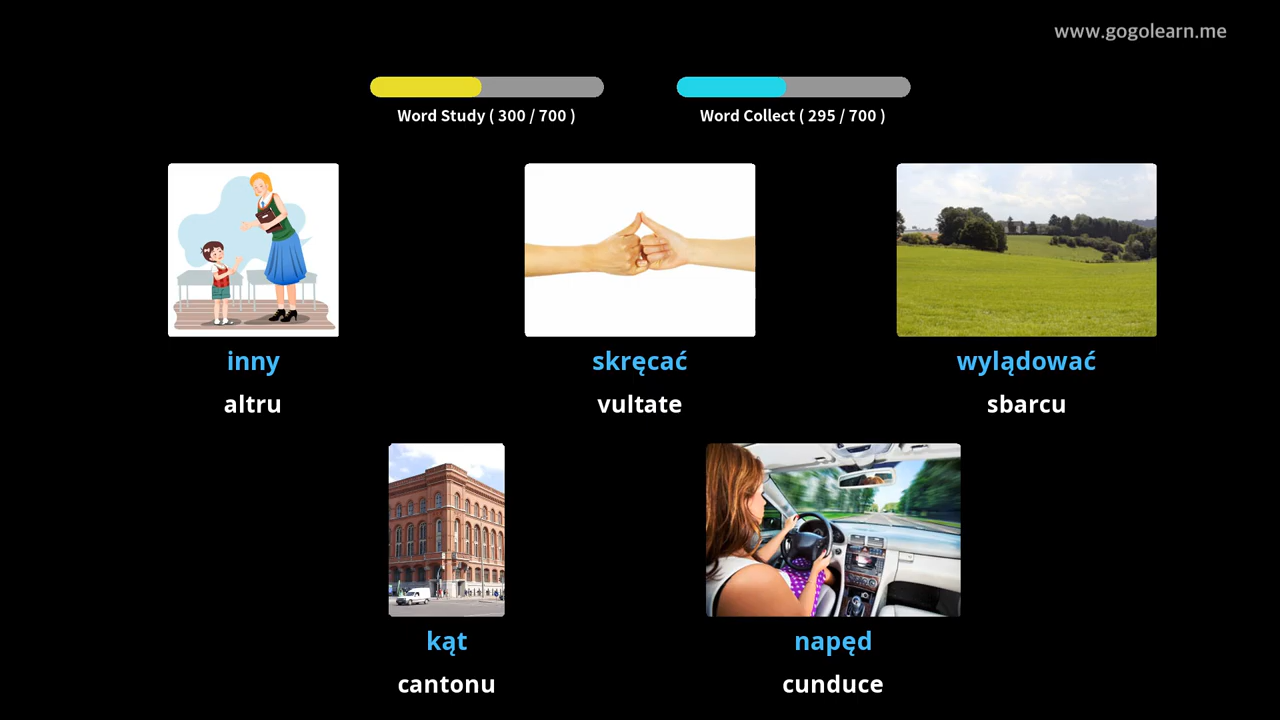 www.gogolearn.me
Word Study ( 300 / 700 )
Word Collect ( 295 / 700 )
inny
skręcać
wylądować
altru
vultate
sbarcu
kąt
napęd
cantonu
cunduce